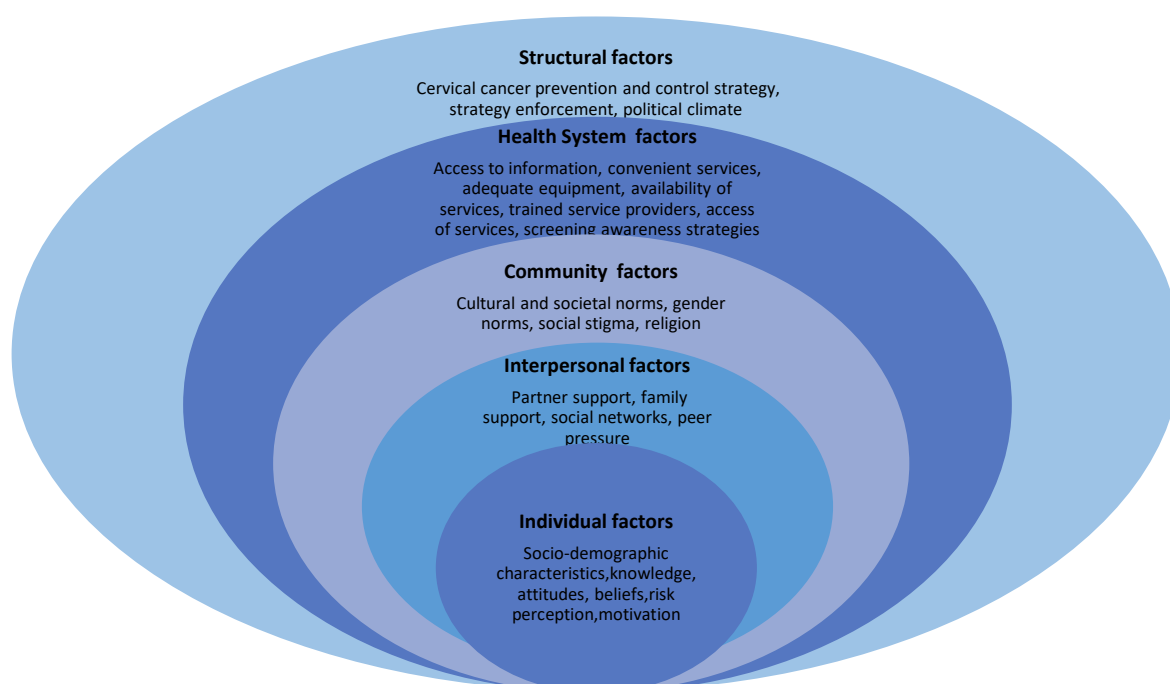 Structural factors
Cervical cancer prevention and control strategy,
strategy enforcement, political climate
Health System  factors
Access to information, convenient services,
adequate equipment, availability of
services, trained service providers, access
of services, screening awareness strategies
Community  factors
Cultural and societal norms, gender
norms, social stigma, religion
Interpersonal factors
Partner support, family
support, social networks, peer
pressure
Individual factors
Socio-demographic
characteristics,knowledge,
attitudes, beliefs,risk
perception,motivation